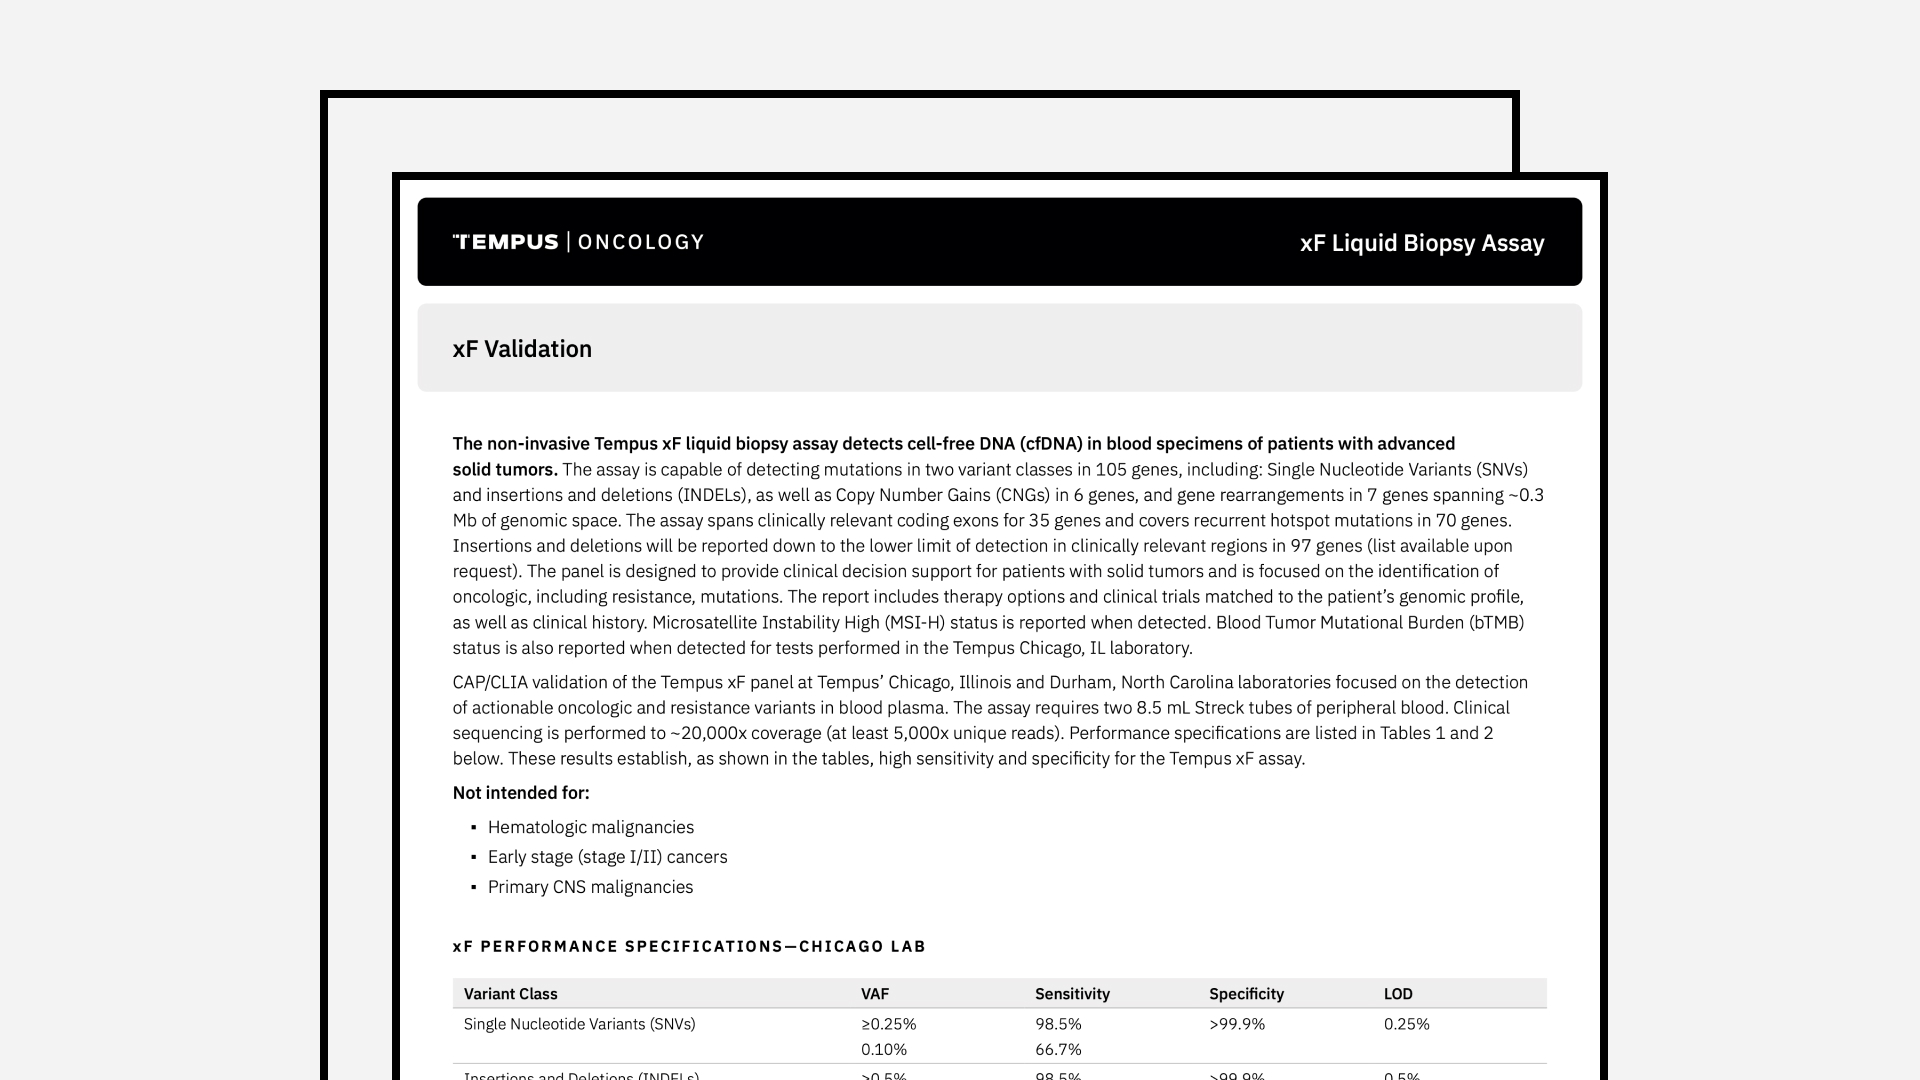 TEMPUS | ONCOLOGY
xF Liquid Biopsy Assay
xF Validation
The non-invasive Tempus xF liquid biopsy assay detects cell-free DNA (cfDNA) in blood specimens of patients with advanced
solid tumors. The assay is capable of detecting mutations in two variant classes in 105 genes, including: Single Nucleotide Variants (SNVs)
and insertions and deletions (INDELs), as well as Copy Number Gains (CNGs) in 6 genes, and gene rearrangements in 7 genes spanning ~0.3
Mb of genomic space. The assay spans clinically relevant coding exons for 35 genes and covers recurrent hotspot mutations in 70 genes.
Insertions and deletions will be reported down to the lower limit of detection in clinically relevant regions in 97 genes (list available upon
request). The panel is designed to provide clinical decision support for patients with solid tumors and is focused on the identification of
oncologic, including resistance, mutations. The report includes therapy options and clinical trials matched to the patient’s genomic profile,
as well as clinical history. Microsatellite Instability High (MSI-H) status is reported when detected. Blood Tumor Mutational Burden (bTMB)
status is also reported when detected for tests performed in the Tempus Chicago, IL laboratory.
CAP/CLIA validation of the Tempus xF panel at Tempus’ Chicago, Illinois and Durham, North Carolina laboratories focused on the detection
of actionable oncologic and resistance variants in blood plasma. The assay requires two 8.5 mL Streck tubes of peripheral blood. Clinical
sequencing is performed to ~20,000x coverage (at least 5,000x unique reads). Performance specifications are listed in Tables 1 and 2
below. These results establish, as shown in the tables, high sensitivity and specificity for the Tempus xF assay.
Not intended for:
▪ Hematologic malignancies
▪ Early stage (stage I/II) cancers
▪ Primary CNS malignancies
xF PERFORMANCE SPECIFICATIONS—CHICAGO LAB
Variant Class VAF Sensitivity Specificity LOD
Single Nucleotide Variants (SNVs) ≥0.25% 98.5% >99.9% 0.25%
0.10% 66.7%
Insertions and Deletions (INDELs) ≥0.5% 98.5% >99.9% 0.5%